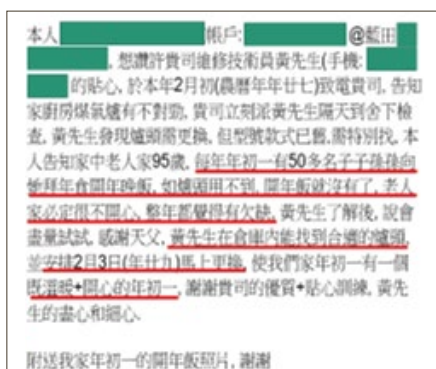 本人 帳戶: @藍田
, 想讚許貴司維修技術員黃先生(手機:
的貼心, 於本年2月初(農曆年年廿七)致電貴司, 告知
家廚房煤氣爐有不對勁, 貴司立刻派黃先生隔天到舍下檢
查, 黃先生發現爐頭需更換, 但型號款式已舊,需特別找. 本
人告知家中老人家95歲, 每年年初一有50多名子子孫孫向
她拜年食開年晚飯, 如爐頭用不到, 開年飯就沒有了, 老人
家必定很不開心, 整年都覺得有欠缺, 黃先生了解後, 說會
盡量試試, 感謝天父, 黃先生在倉庫內能找到合適的爐頭
並安排2月3日(年廿九)馬上更換, 使我們家年初一有一個
既溫暖+開心的年初一, 謝謝貴司的優質+貼心訓練, 黃先
生的盡心和細心.
附送我家年初一的開年飯照片, 謝謝